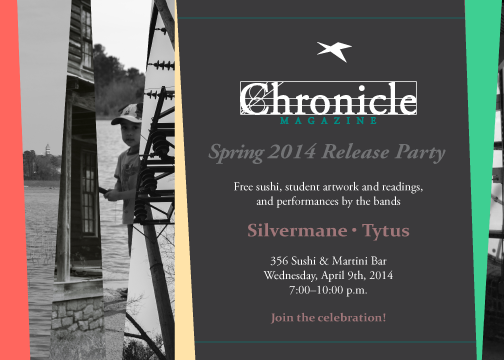 Chronicle
MAGAZINE
Spring 2014 Release Party
Free sushi, student artwork and readings,
and performances by the bands
Silvermane • Tytus
356 Sushi & Martini Bar
Wednesday, April 9th, 2014
7:00–10:00 p.m.
Join the celebration!